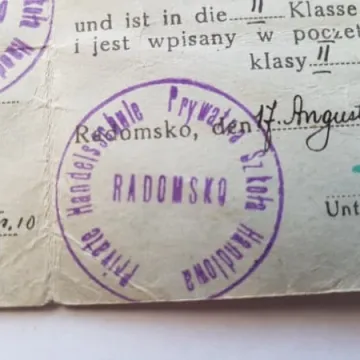 und ist in die II Klasse
i jest wpisany w poczet
klasy II
Radomsko, den 17. August
Private Handelsschule Prywatna Szkoła Handlowa
RADOMSKO
10
Unt